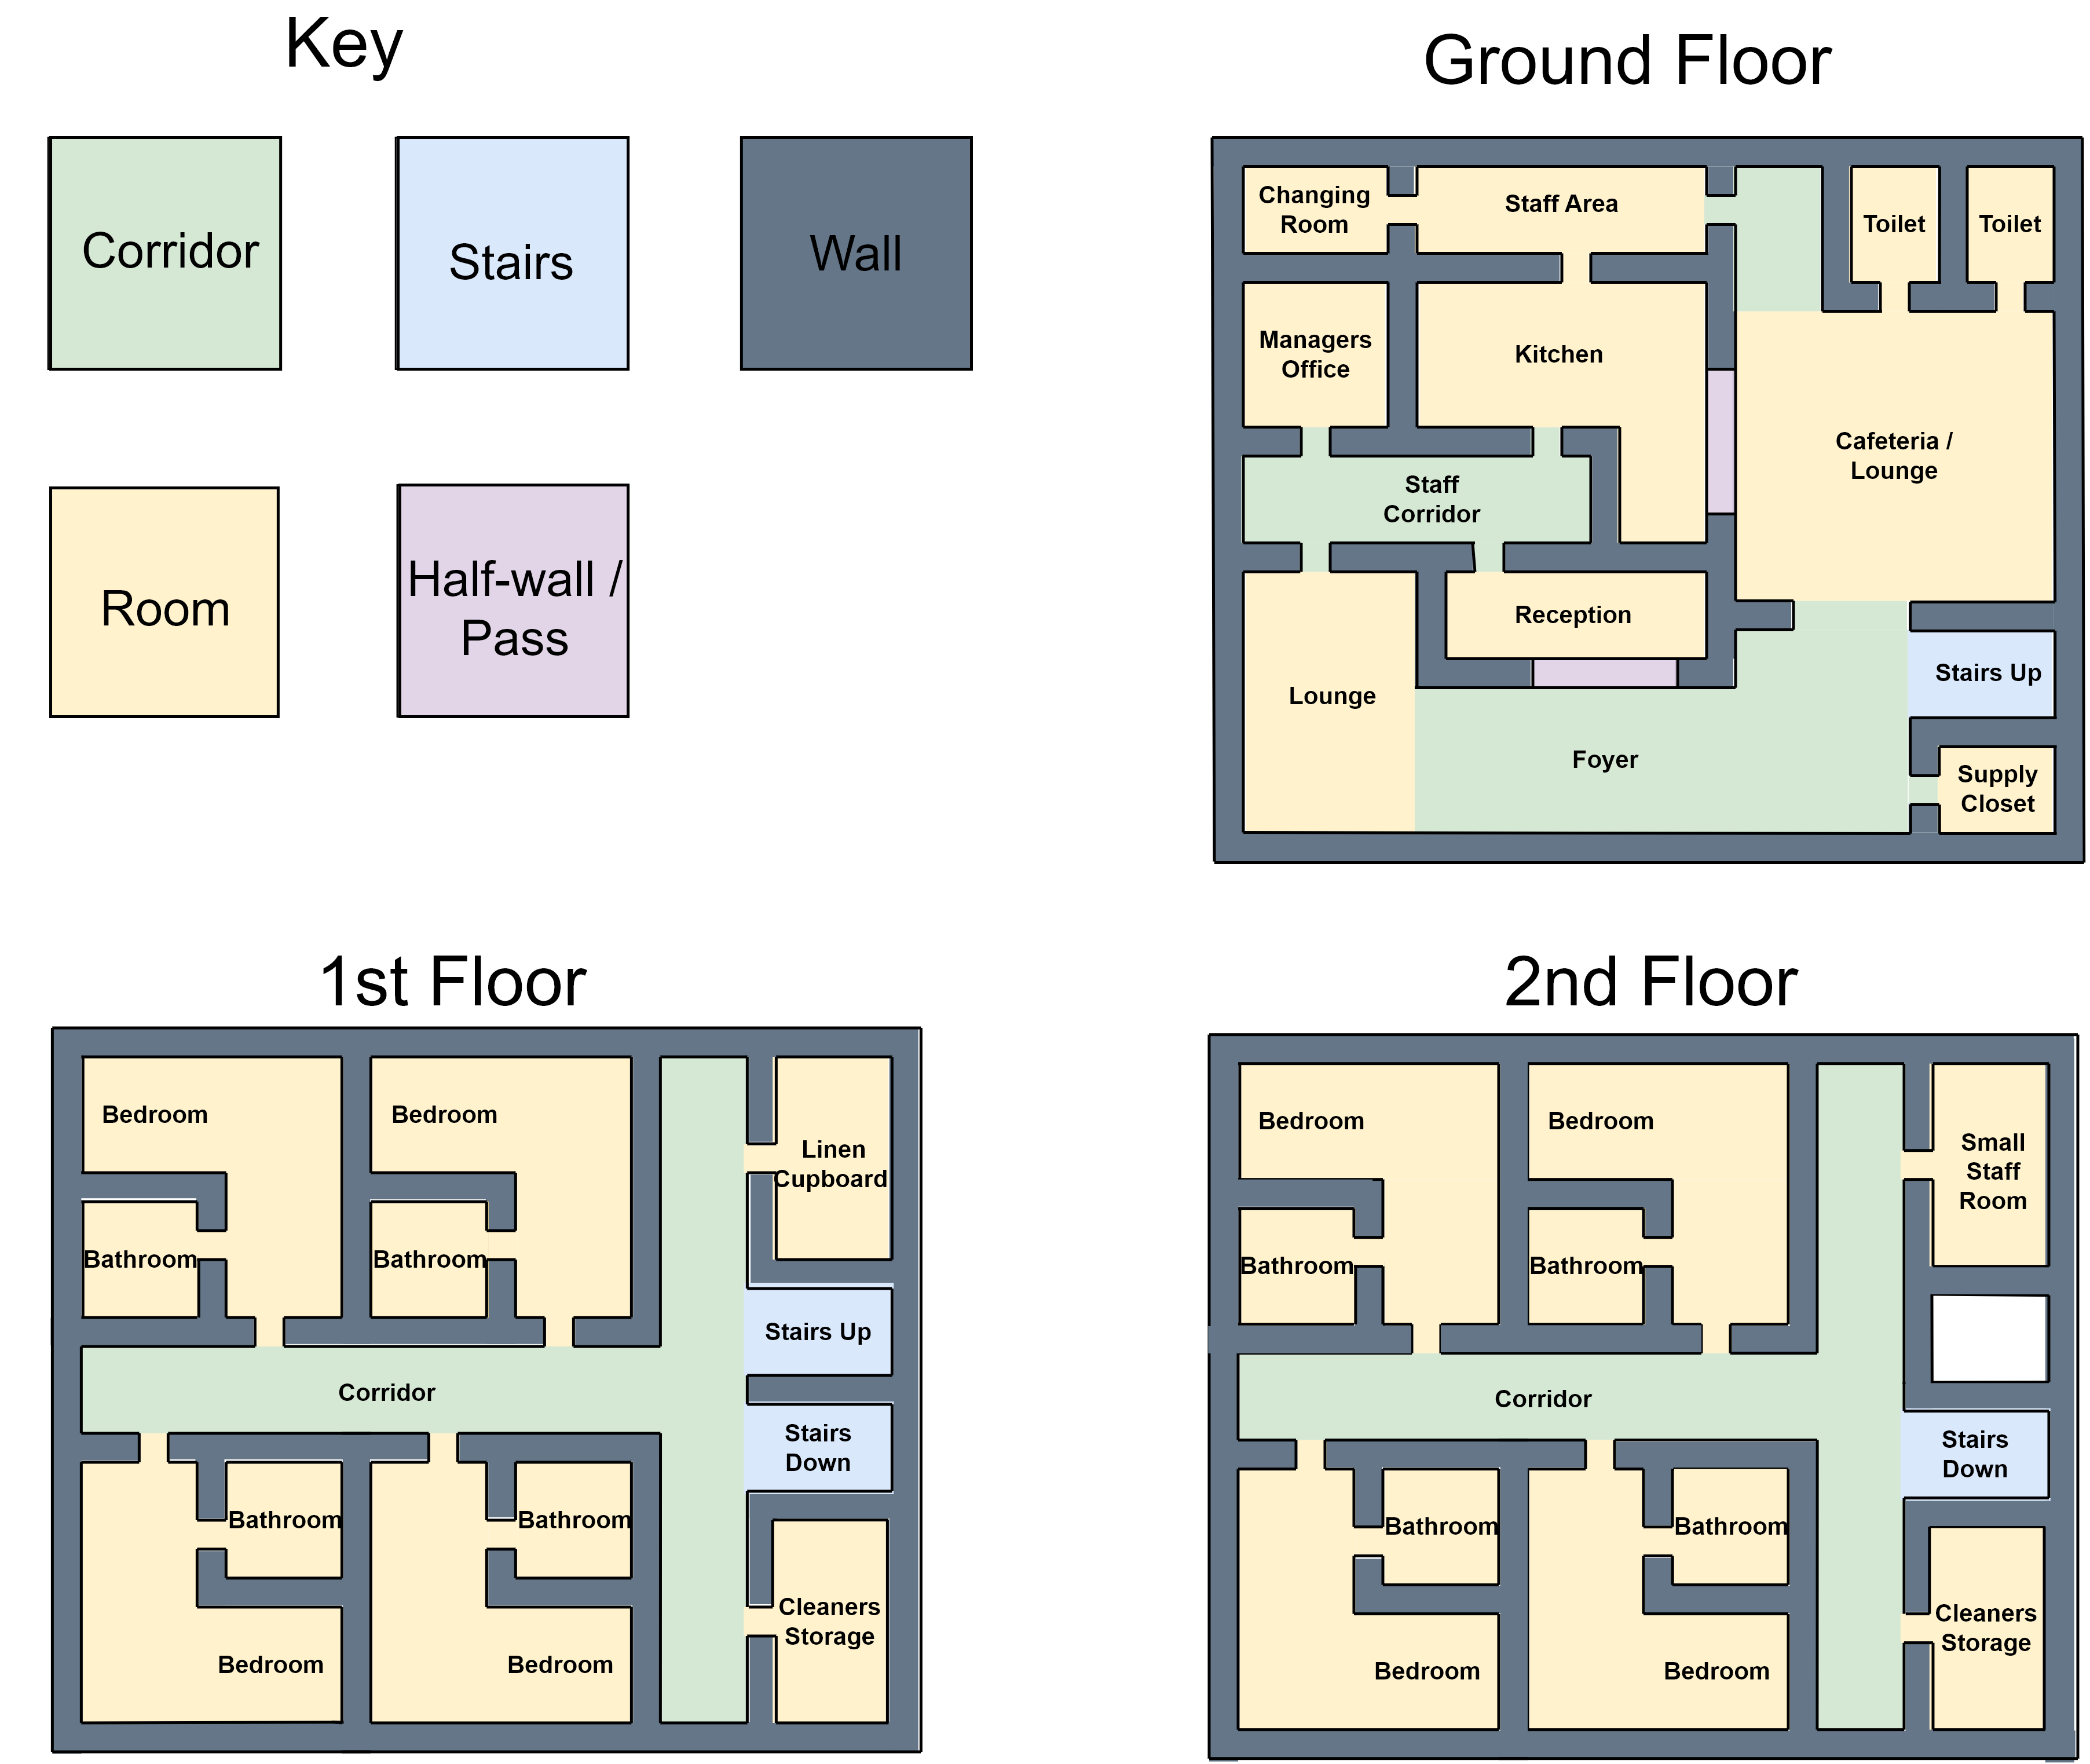 Key
Corridor
Stairs
Wall
Room
Half-wall /
Pass
Ground Floor
Changing
Room
Staff Area
Toilet
Toilet
Managers
Office
Kitchen
Cafeteria /
Lounge
Staff
Corridor
Reception
Lounge
Stairs Up
Foyer
Supply
Closet
1st Floor
Bedroom
Bedroom
Linen
Cupboard
Bathroom
Bathroom
Stairs Up
Corridor
Stairs
Down
Bathroom
Bathroom
Cleaners
Storage
Bedroom
Bedroom
2nd Floor
Bedroom
Bedroom
Small
Staff
Room
Bathroom
Bathroom
Corridor
Stairs
Down
Bathroom
Bathroom
Cleaners
Storage
Bedroom
Bedroom